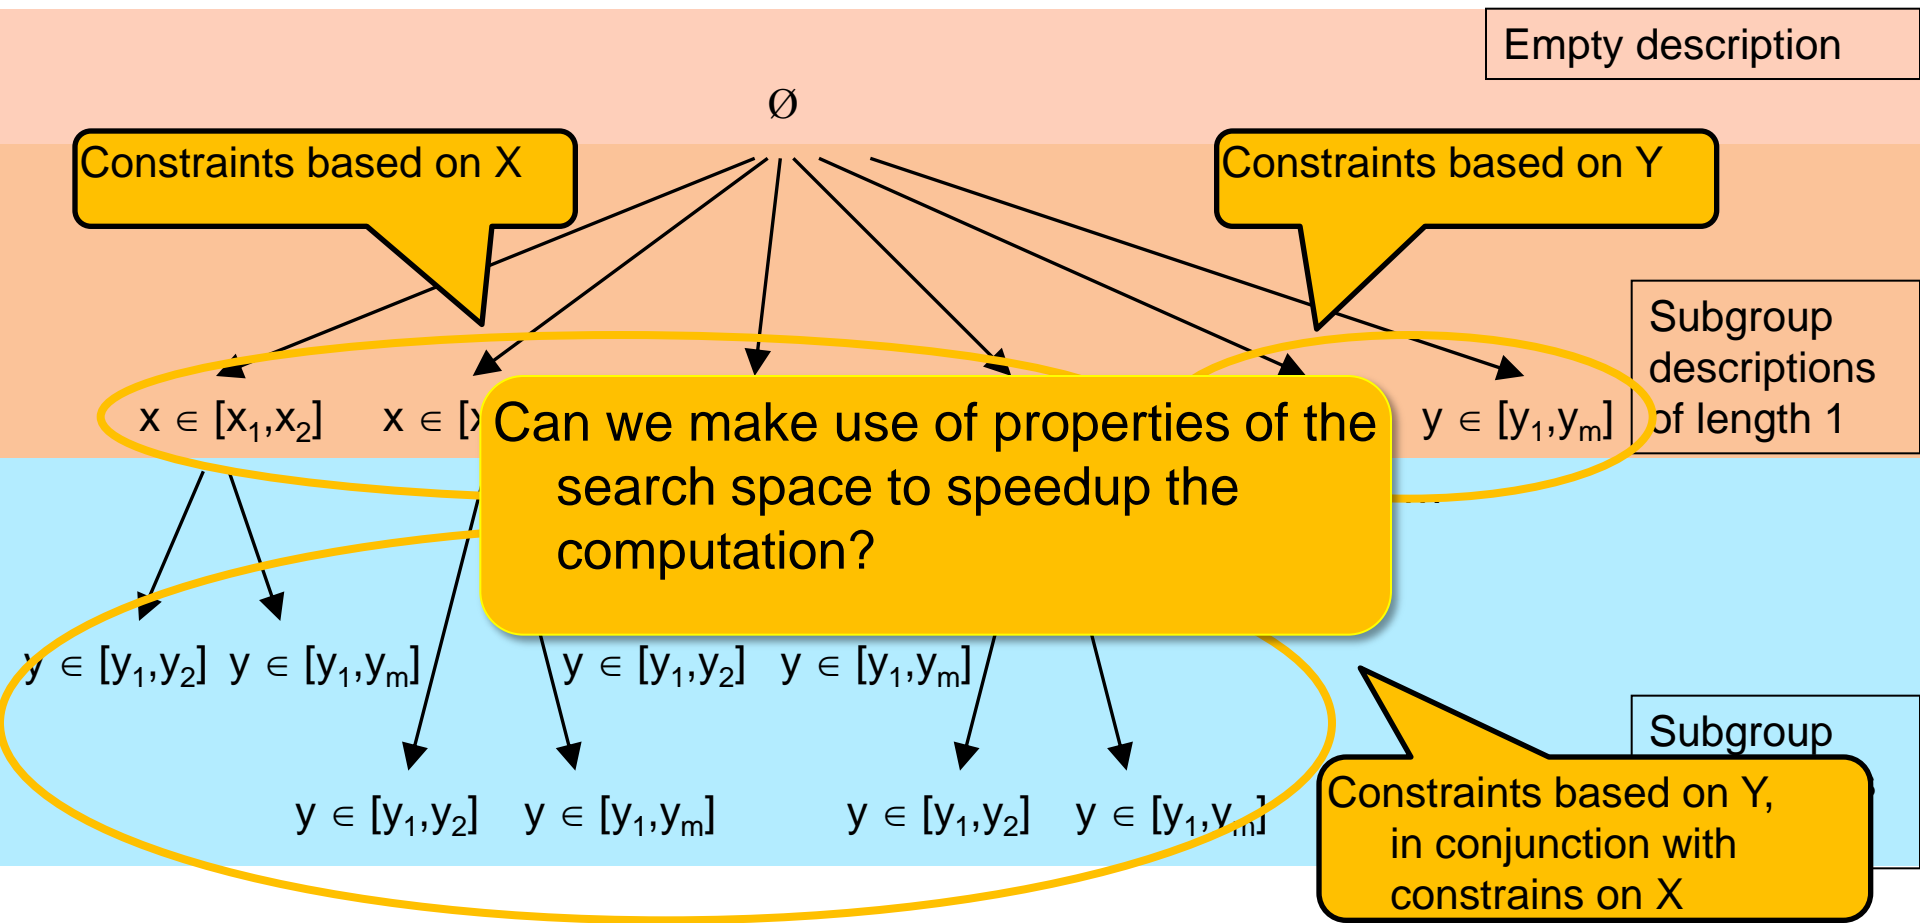 Empty description
Ø
Constraints based on X
Constraints based on Y
Subgroup
descriptions
of length 1
x ∈ [x₁,x₂] x ∈ [x y ∈ [y₁,yₘ]
Can we make use of properties of the
search space to speedup the
computation?
y ∈ [y₁,y₂] y ∈ [y₁,yₘ] y ∈ [y₁,y₂] y ∈ [y₁,yₘ]
Subgroup
y ∈ [y₁,y₂] y ∈ [y₁,yₘ] y ∈ [y₁,y₂] y ∈ [y₁,yₘ]
Constraints based on Y,
in conjunction with
constrains on X